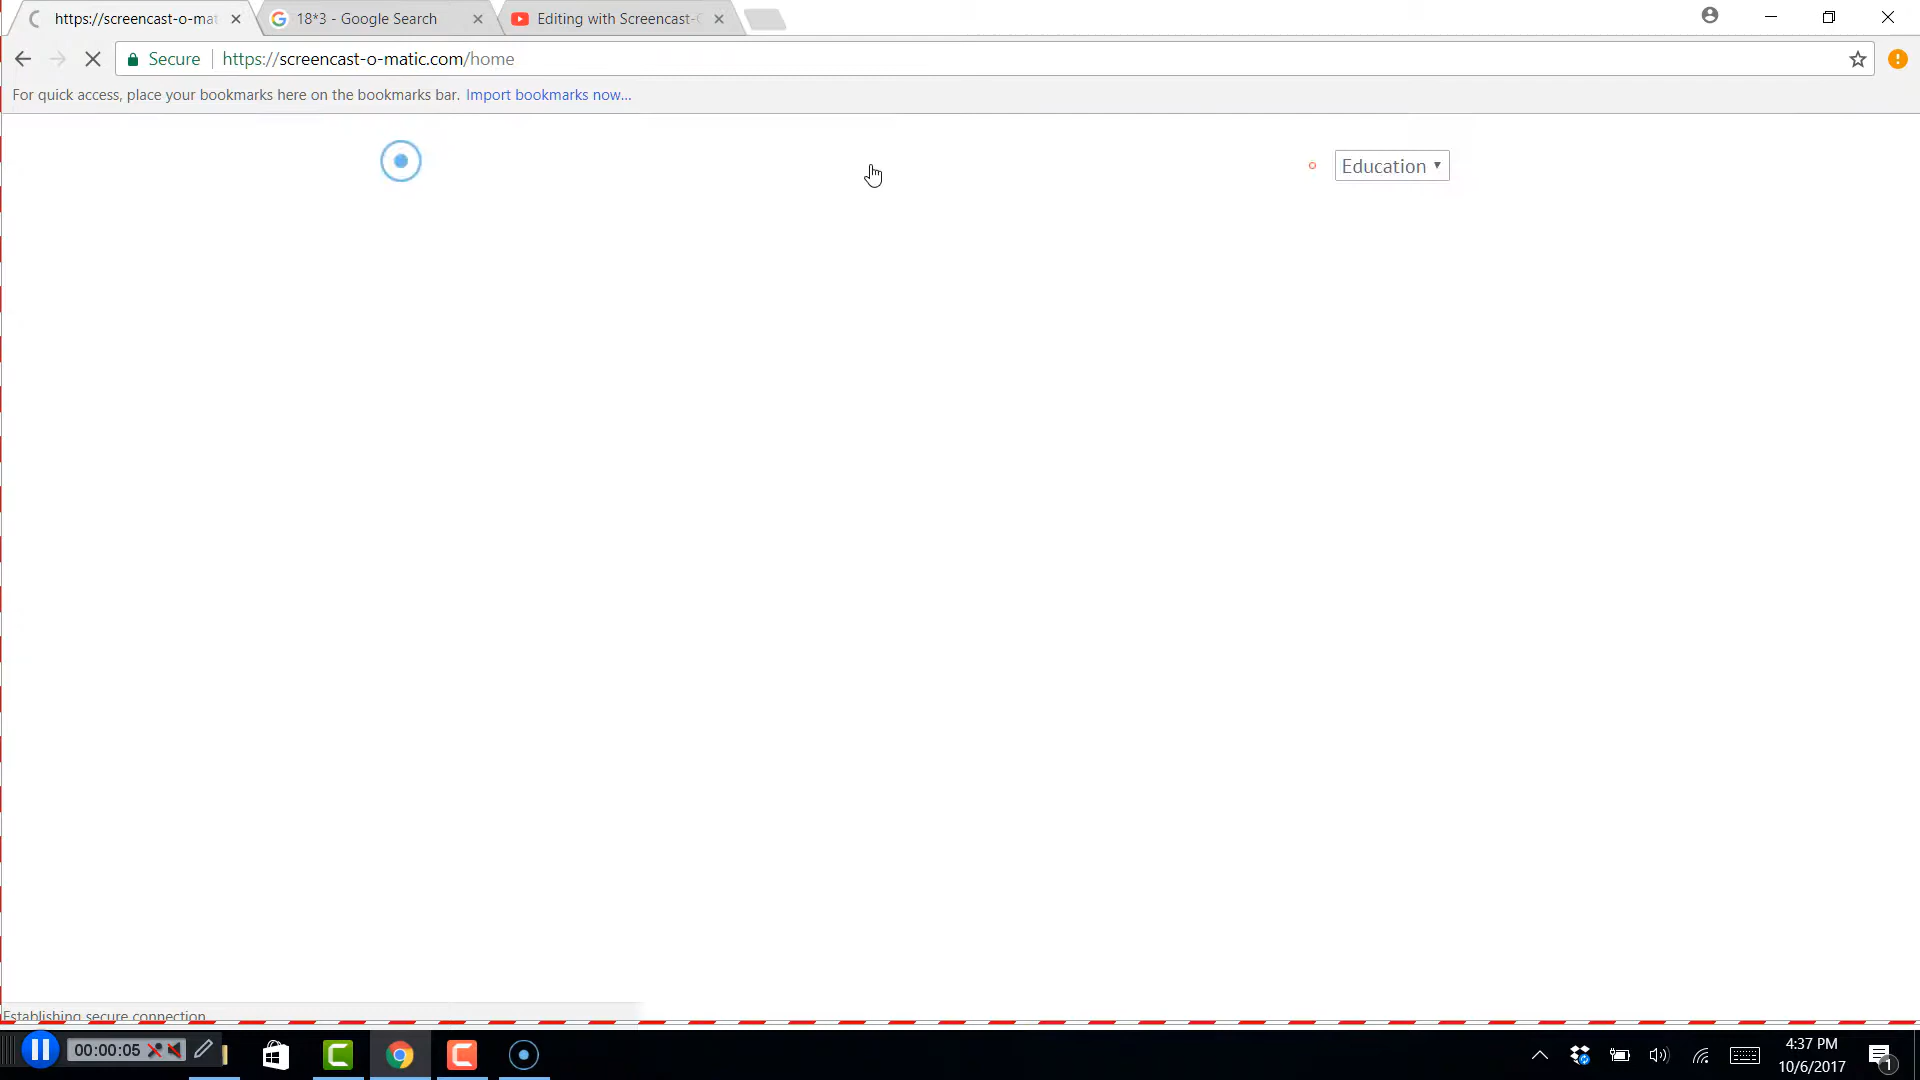 https://screencast-o-mat
18*3 - Google Search
Editing with Screencast-O
Secure
https://screencast-o-matic.com/home
For quick access, place your bookmarks here on the bookmarks bar. Import bookmarks now...
Education
Establishing secure connection
00:00:05
4:37 PM
10/6/2017
1